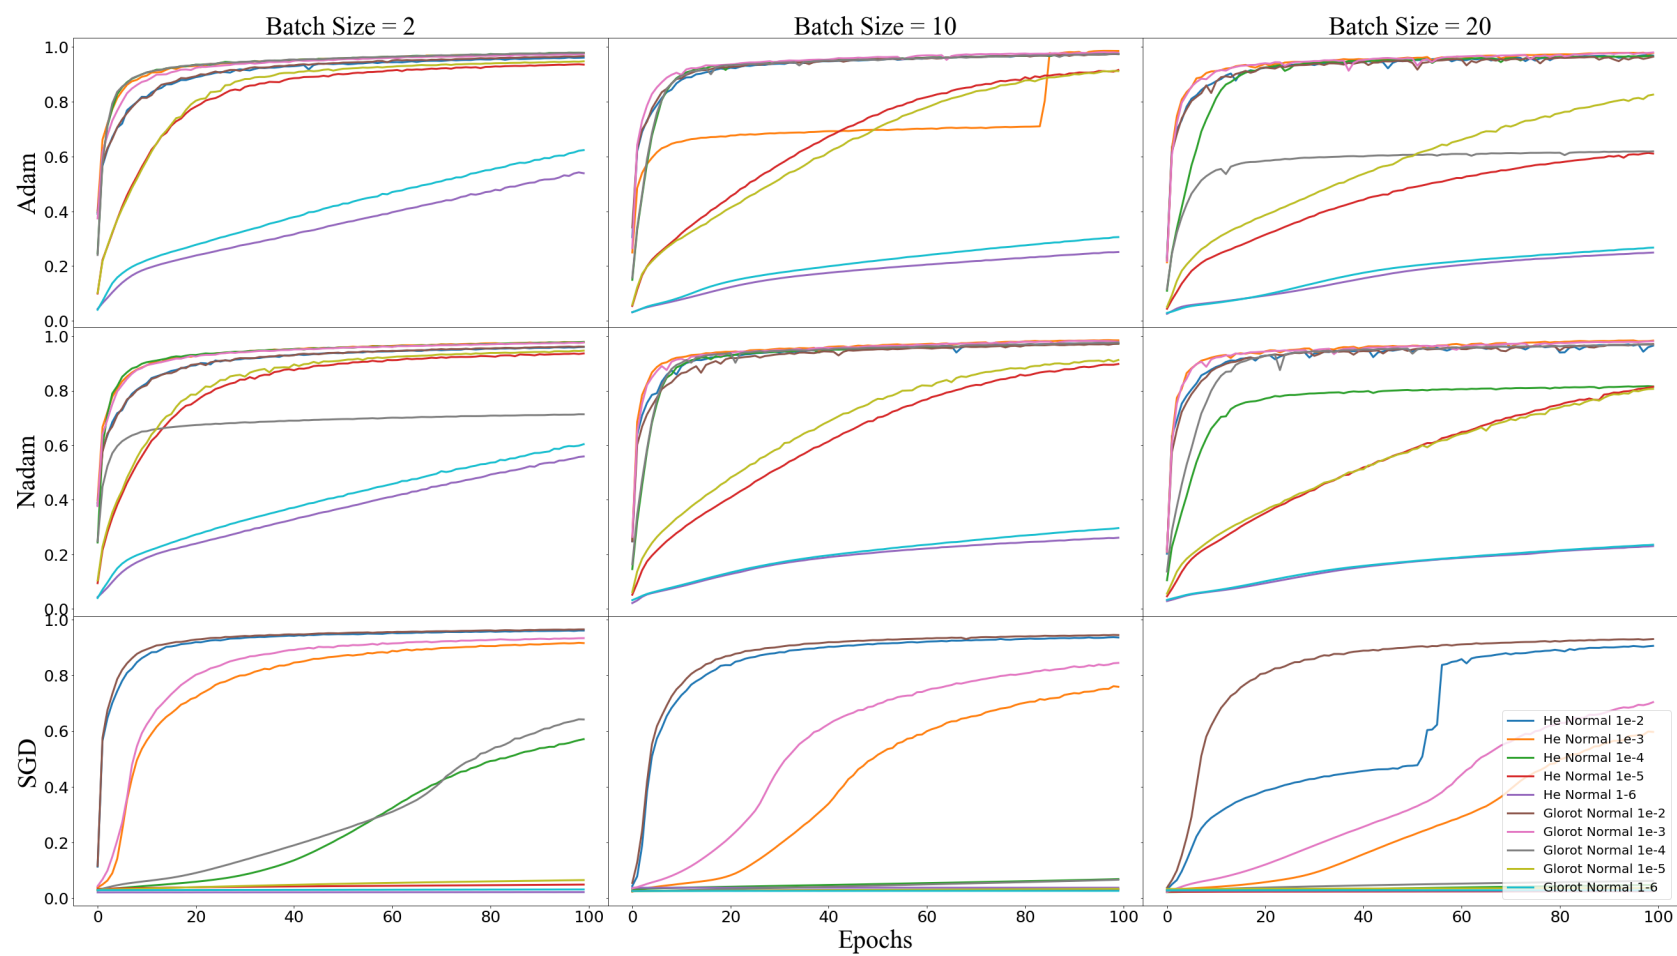 Batch Size = 2 Batch Size = 10 Batch Size = 20
Adam
1.0
0.8
0.6
0.4
0.2
0.0
Nadam
1.0
0.8
0.6
0.4
0.2
0.0
SGD
1.0
0.8
0.6
0.4
0.2
0.0
He Normal 1e-2
He Normal 1e-3
He Normal 1e-4
He Normal 1e-5
He Normal 1-6
Glorot Normal 1e-2
Glorot Normal 1e-3
Glorot Normal 1e-4
Glorot Normal 1e-5
Glorot Normal 1-6
0 20 40 60 80 100 0 20 40 60 80 100 0 20 40 60 80 100
Epochs